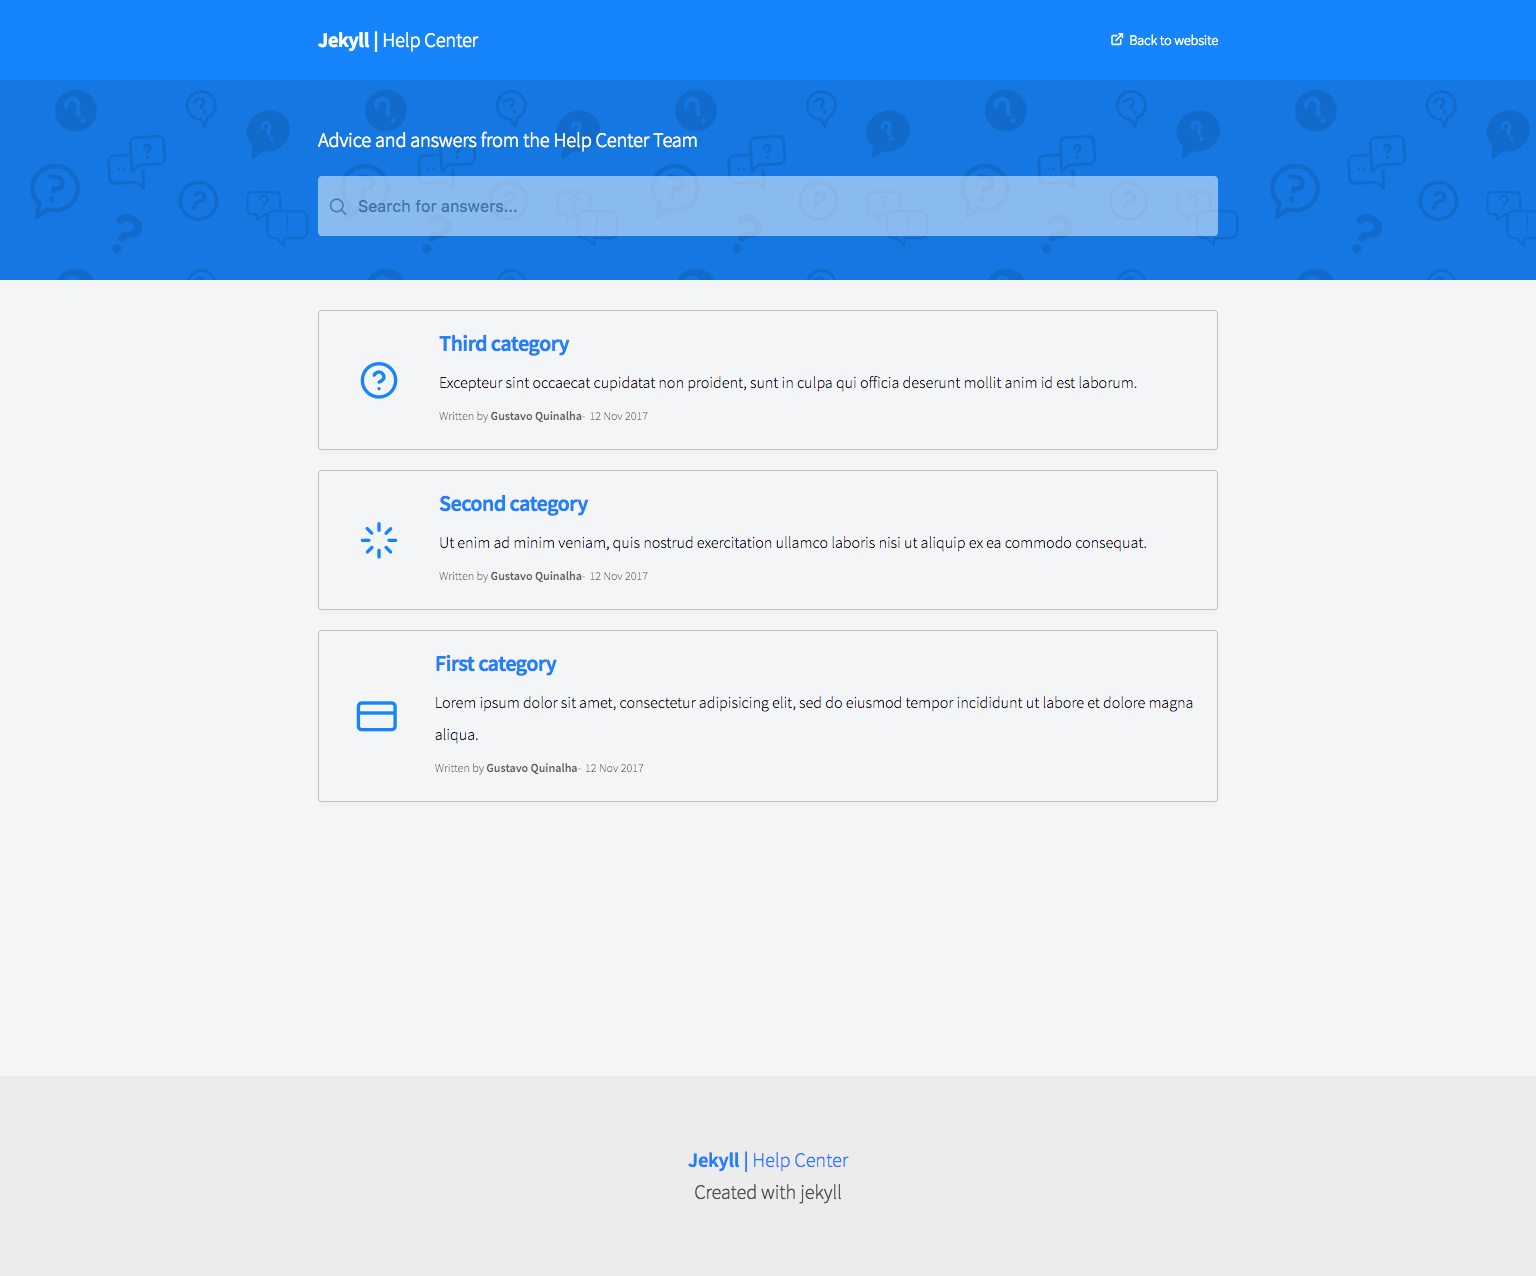 Jekyll | Help Center
Back to website
Advice and answers from the Help Center Team
Search for answers...
Third category
Excepteur sint occaecat cupidatat non proident, sunt in culpa qui officia deserunt mollit anim id est laborum.
Written by Gustavo Quinalha- 12 Nov 2017
Second category
Ut enim ad minim veniam, quis nostrud exercitation ullamco laboris nisi ut aliquip ex ea commodo consequat.
Written by Gustavo Quinalha- 12 Nov 2017
First category
Lorem ipsum dolor sit amet, consectetur adipisicing elit, sed do eiusmod tempor incididunt ut labore et dolore magna
aliqua.
Written by Gustavo Quinalha- 12 Nov 2017
Jekyll | Help Center
Created with jekyll